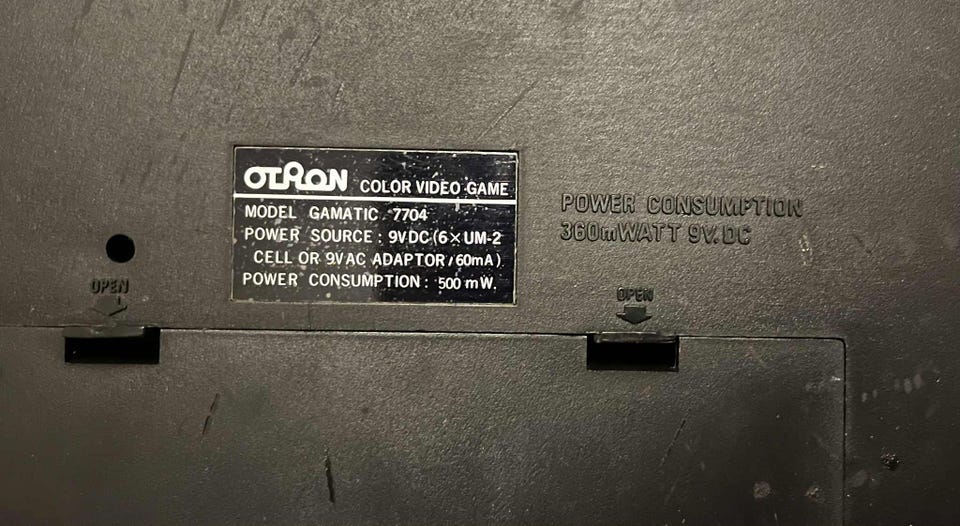 OTRON COLOR VIDEO GAME
MODEL GAMATIC 7704
POWER SOURCE : 9VDC (6×UM-2
CELL OR 9VAC ADAPTOR/60mA)
POWER CONSUMPTION : 500 mW.
POWER CONSUMPTION
360mWATT 9V.DC
OPEN
OPEN